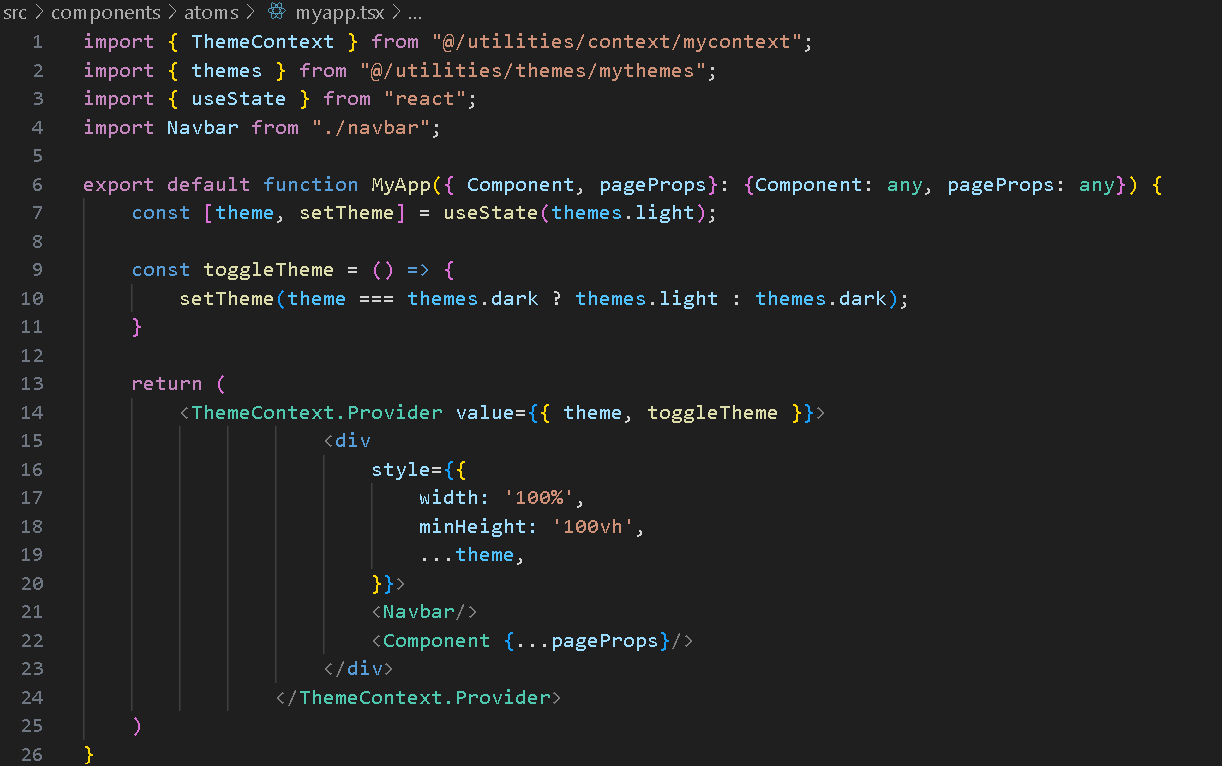 src > components > atoms > myapp.tsx > ...
1 import { ThemeContext } from "@/utilities/context/mycontext";
2 import { themes } from "@/utilities/themes/mythemes";
3 import { useState } from "react";
4 import Navbar from "./navbar";
5
6 export default function MyApp({ Component, pageProps}: {Component: any, pageProps: any}) {
7     const [theme, setTheme] = useState(themes.light);
8
9     const toggleTheme = () => {
10         setTheme(theme === themes.dark ? themes.light : themes.dark);
11     }
12
13     return (
14         <ThemeContext.Provider value={{ theme, toggleTheme }}>
15                     <div
16                         style={{
17                             width: '100%',
18                             minHeight: '100vh',
19                             ...theme,
20                         }}>
21                         <Navbar/>
22                         <Component {...pageProps}/>
23                     </div>
24                 </ThemeContext.Provider>
25     )
26 }